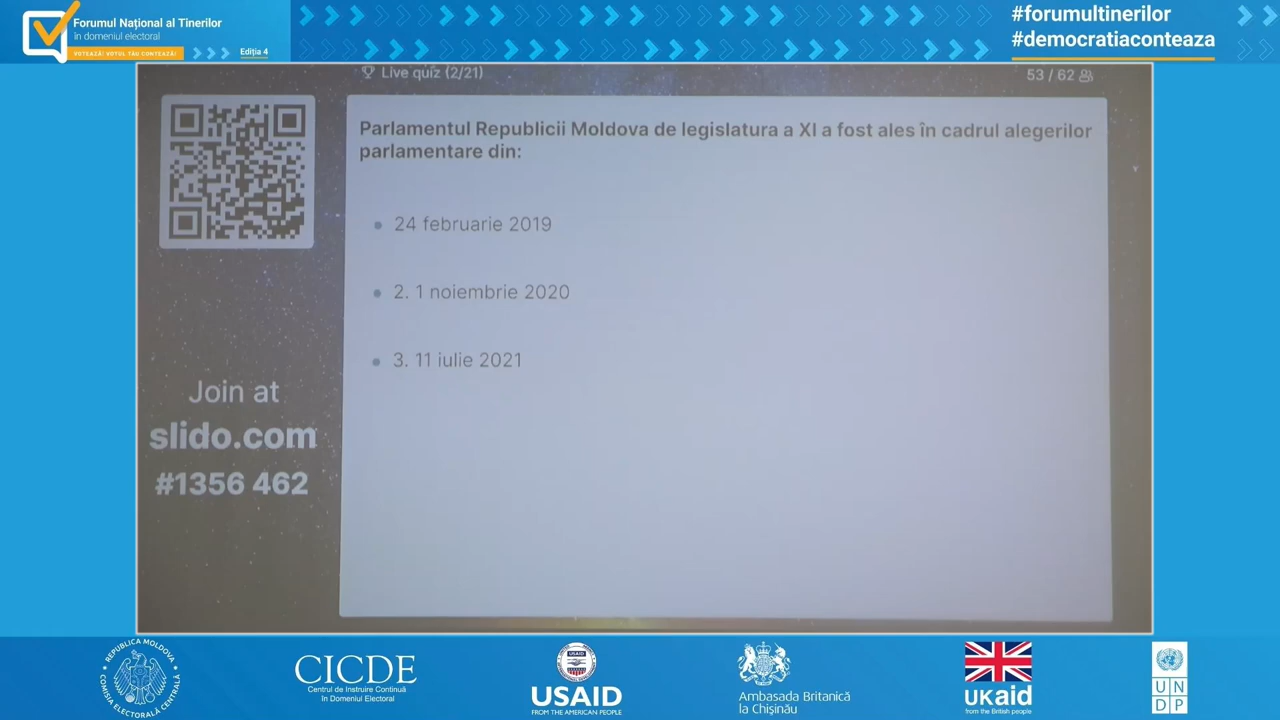 Forumul Național al Tinerilor
în domeniul electoral
VOTEAZĂ! VOTUL TĂU CONTEAZĂ!
Ediția 4
#forumultinerilor
#democratiaconteaza
Live quiz (2/21)
53 / 62
Parlamentul Republicii Moldova de legislatura a XI a fost ales în cadrul alegerilor
parlamentare din:
• 24 februarie 2019
• 2. 1 noiembrie 2020
• 3. 11 iulie 2021
Join at
slido.com
#1356 462
REPUBLICA MOLDOVA
COMISIA ELECTORALĂ CENTRALĂ
CICDE
Centrul de Instruire Continuă
în Domeniul Electoral
USAID
USAID
FROM THE AMERICAN PEOPLE
Ambasada Britanică
la Chișinău
UKaid
from the British people
U N
D P